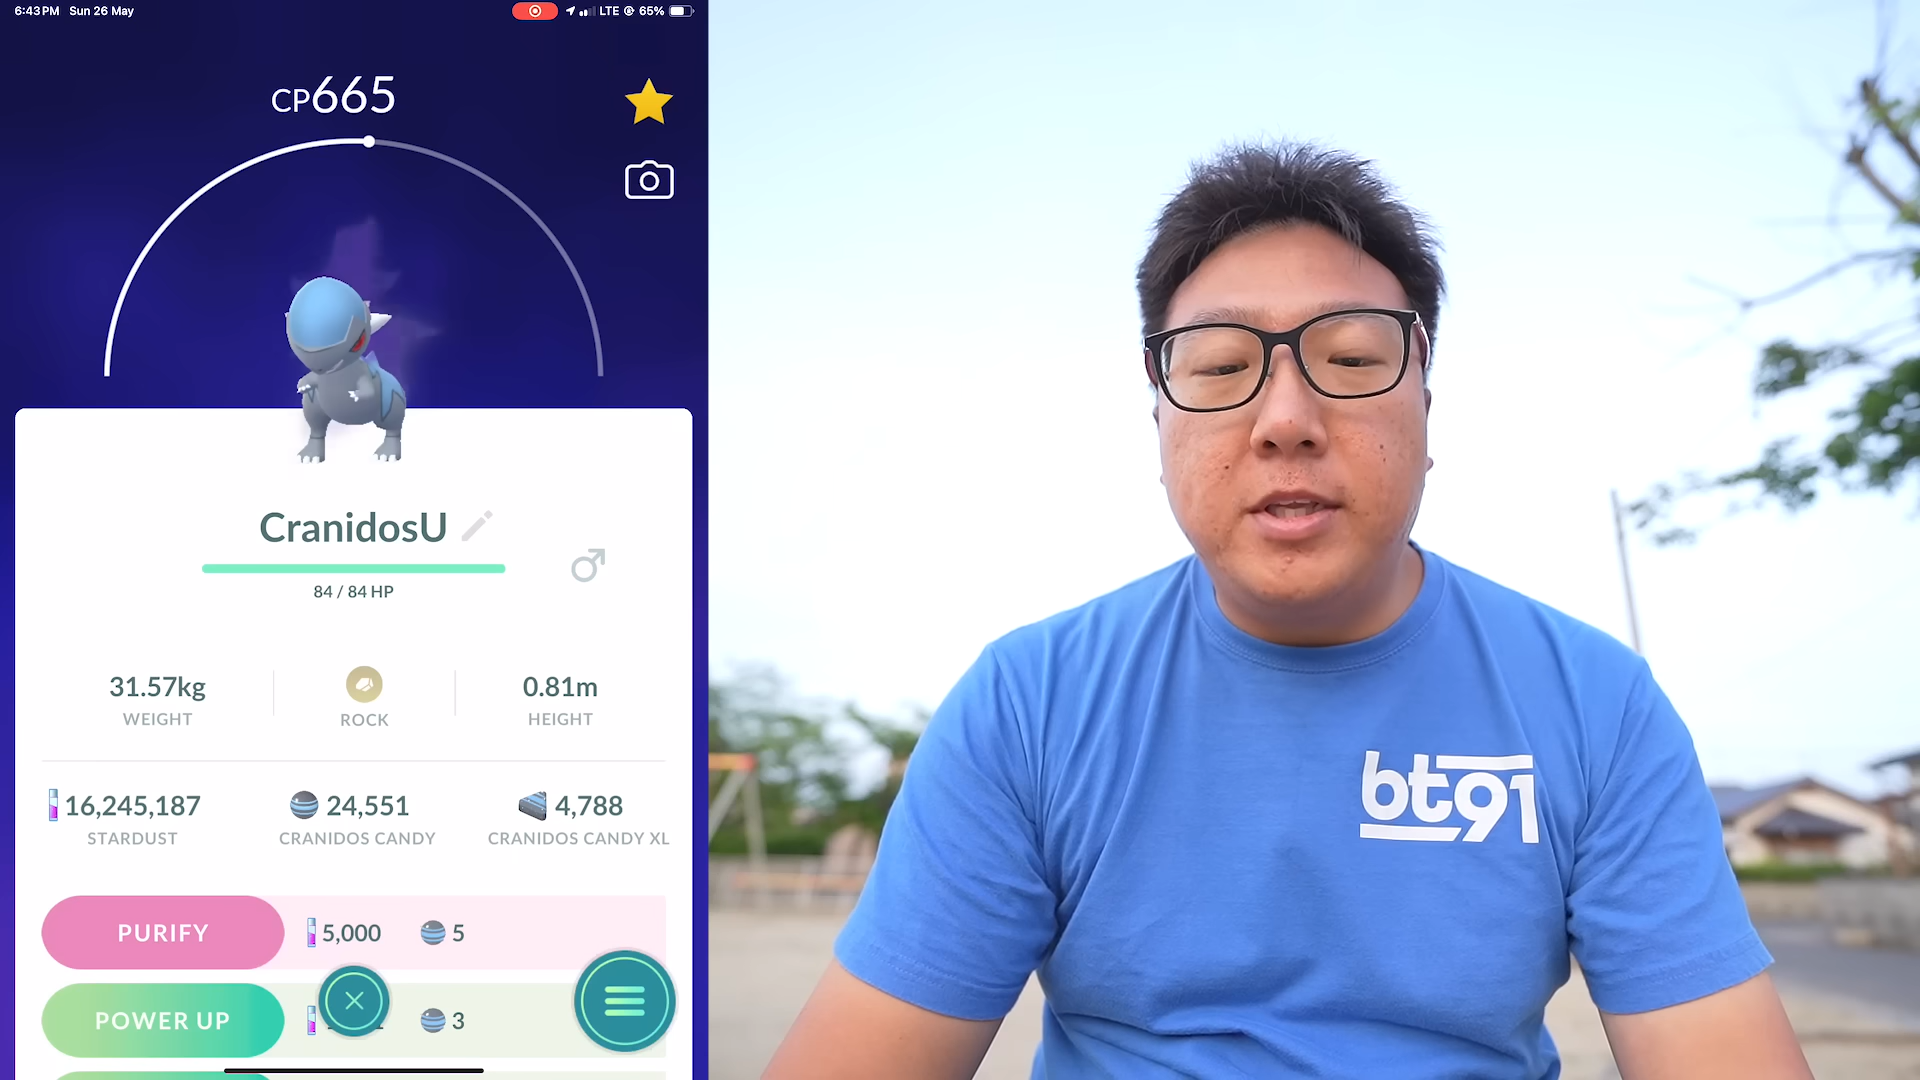 6:43 PM Sun 26 May
LTE 65%
CP665
CranidosU
84 / 84 HP
31.57kg
WEIGHT
ROCK
0.81m
HEIGHT
16,245,187
STARDUST
24,551
CRANIDOS CANDY
4,788
CRANIDOS CANDY XL
PURIFY 5,000 5
POWER UP 3
bt91